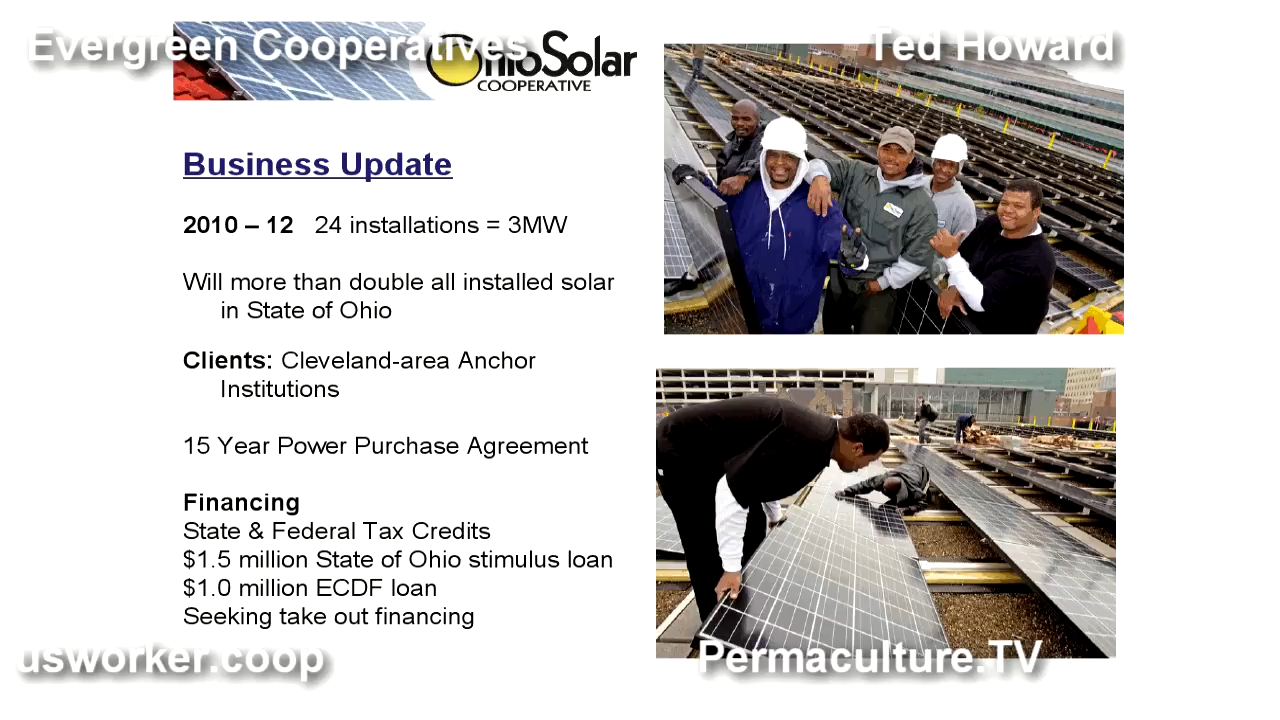 Evergreen Cooperatives
Ted Howard
OhioSolar
COOPERATIVE
Business Update
2010 – 12 24 installations = 3MW
Will more than double all installed solar
in State of Ohio
Clients: Cleveland-area Anchor
Institutions
15 Year Power Purchase Agreement
Financing
State & Federal Tax Credits
$1.5 million State of Ohio stimulus loan
$1.0 million ECDF loan
Seeking take out financing
usworker.coop
Permaculture.TV